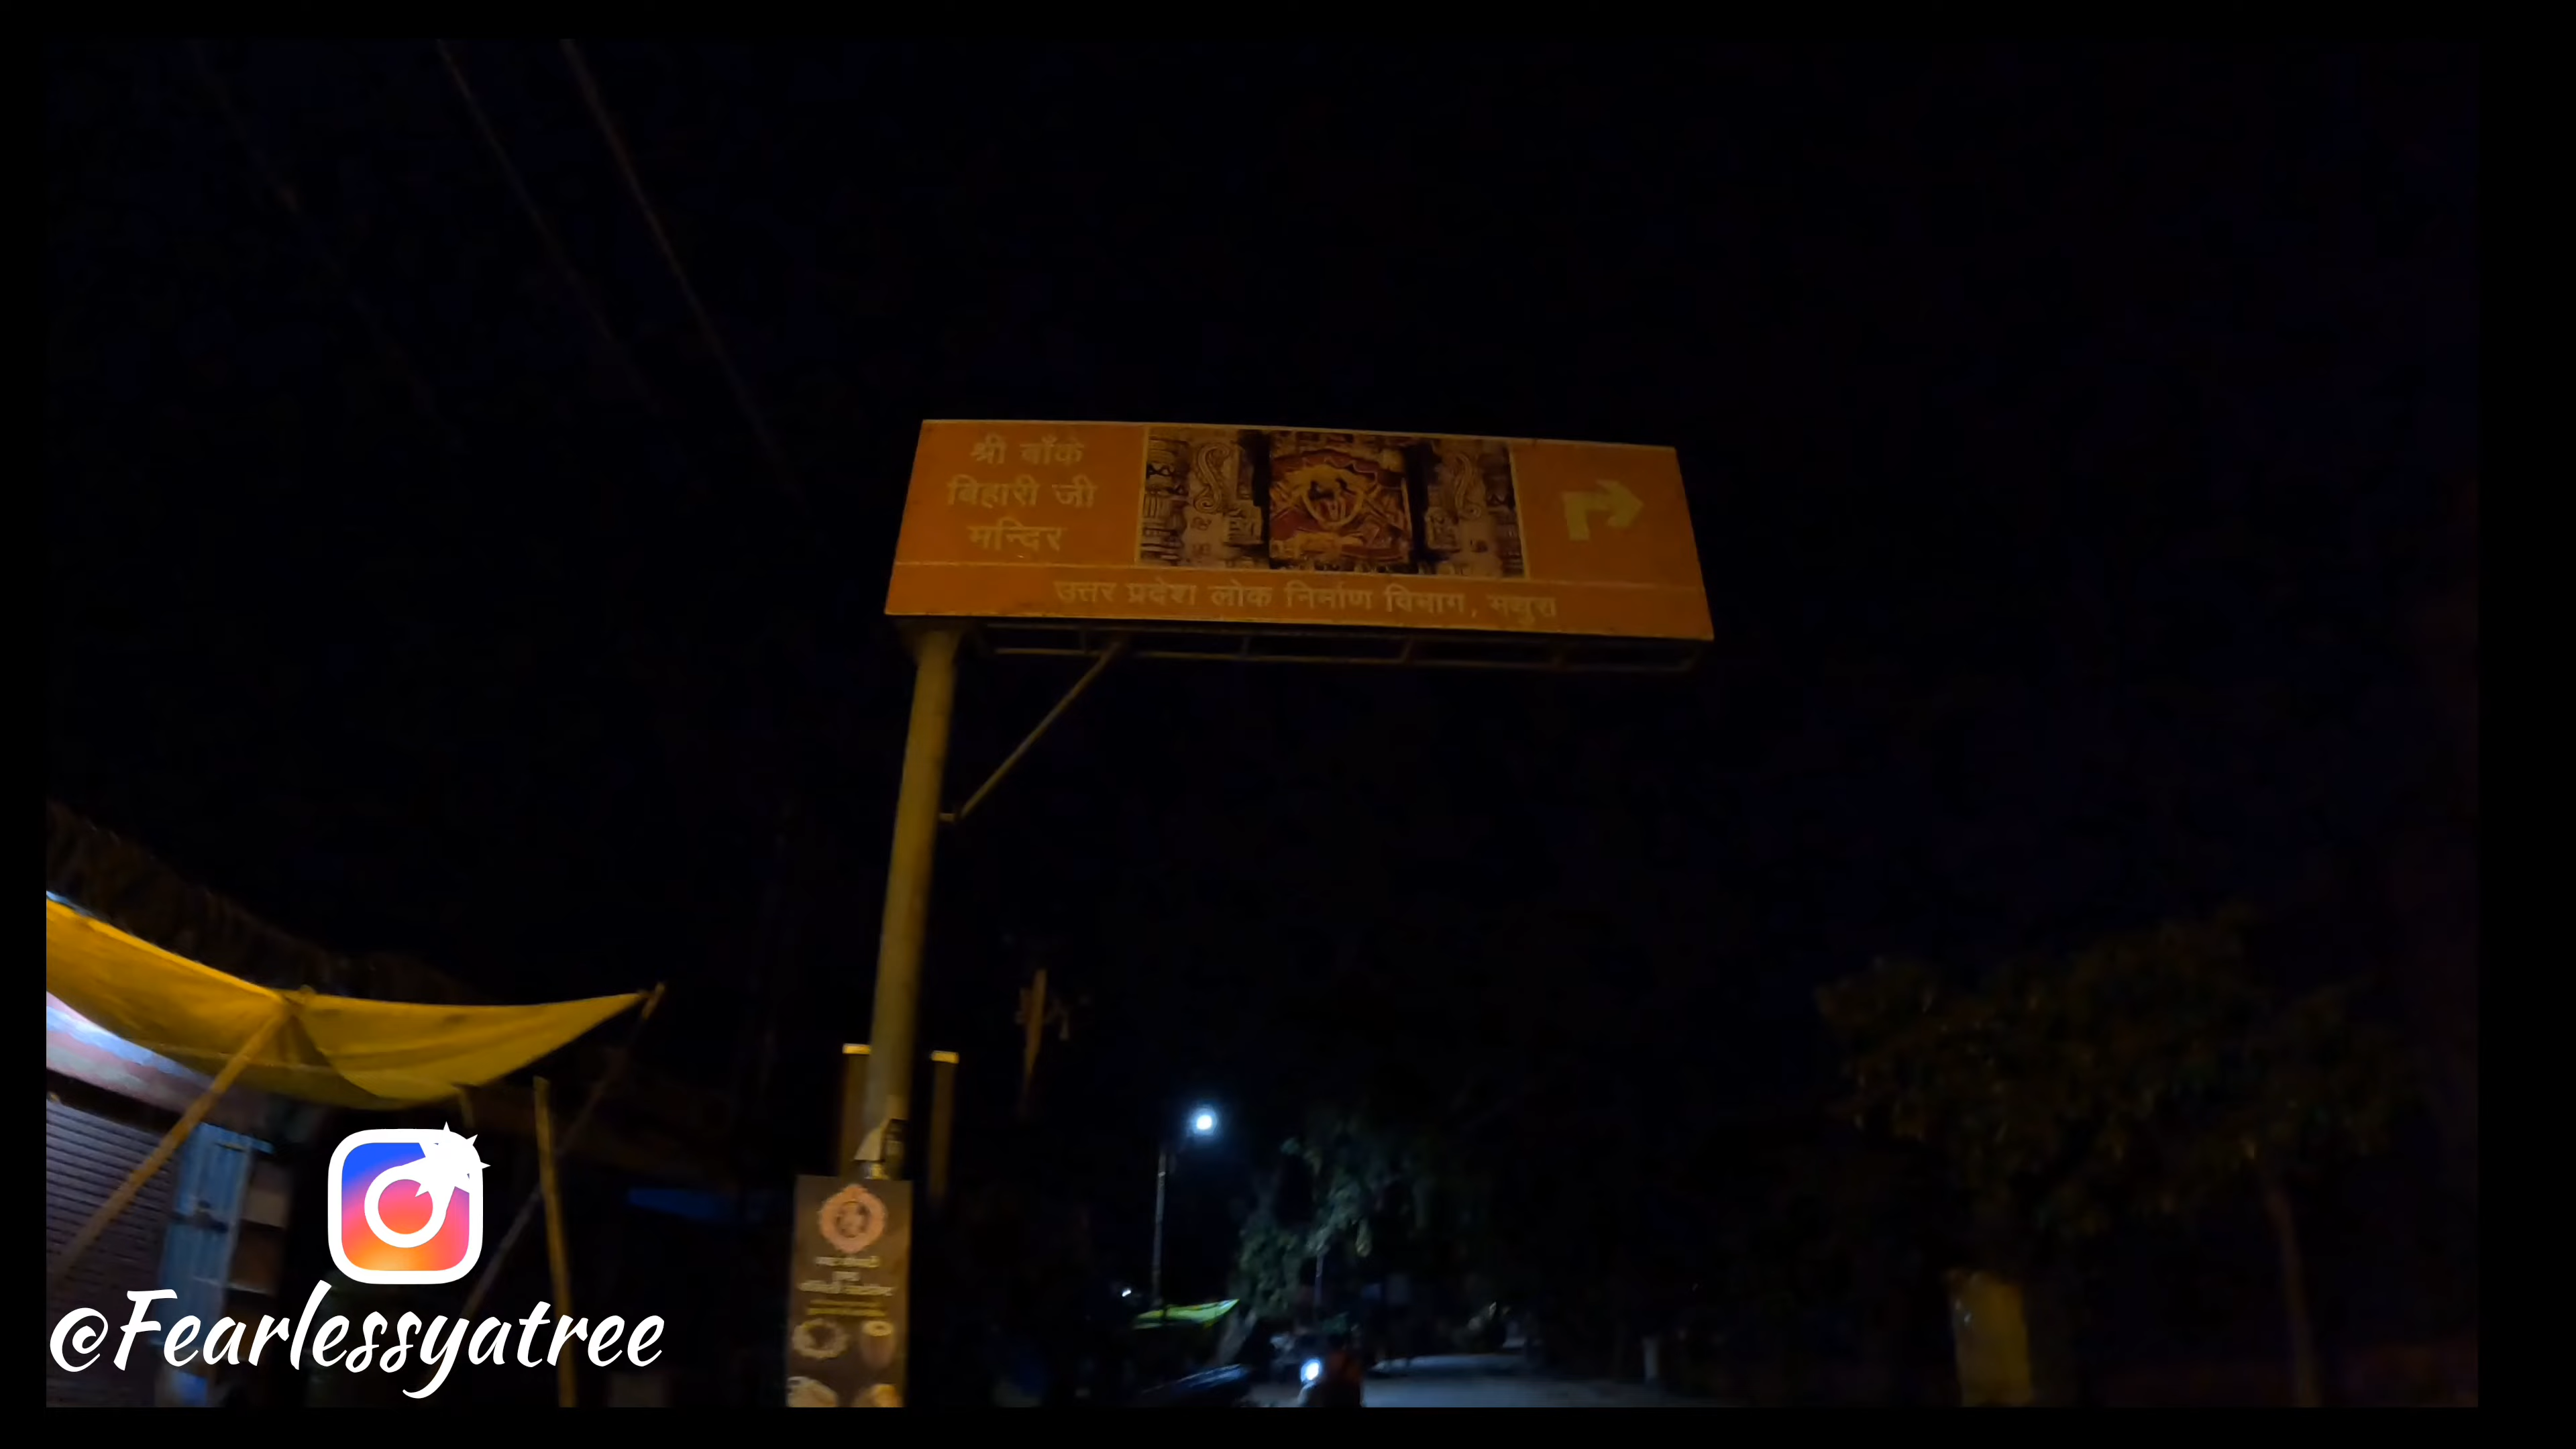 श्री बाँके
बिहारी जी
मन्दिर
उत्तर प्रदेश लोक निर्माण विभाग, मथुरा
@Fearlessyatree